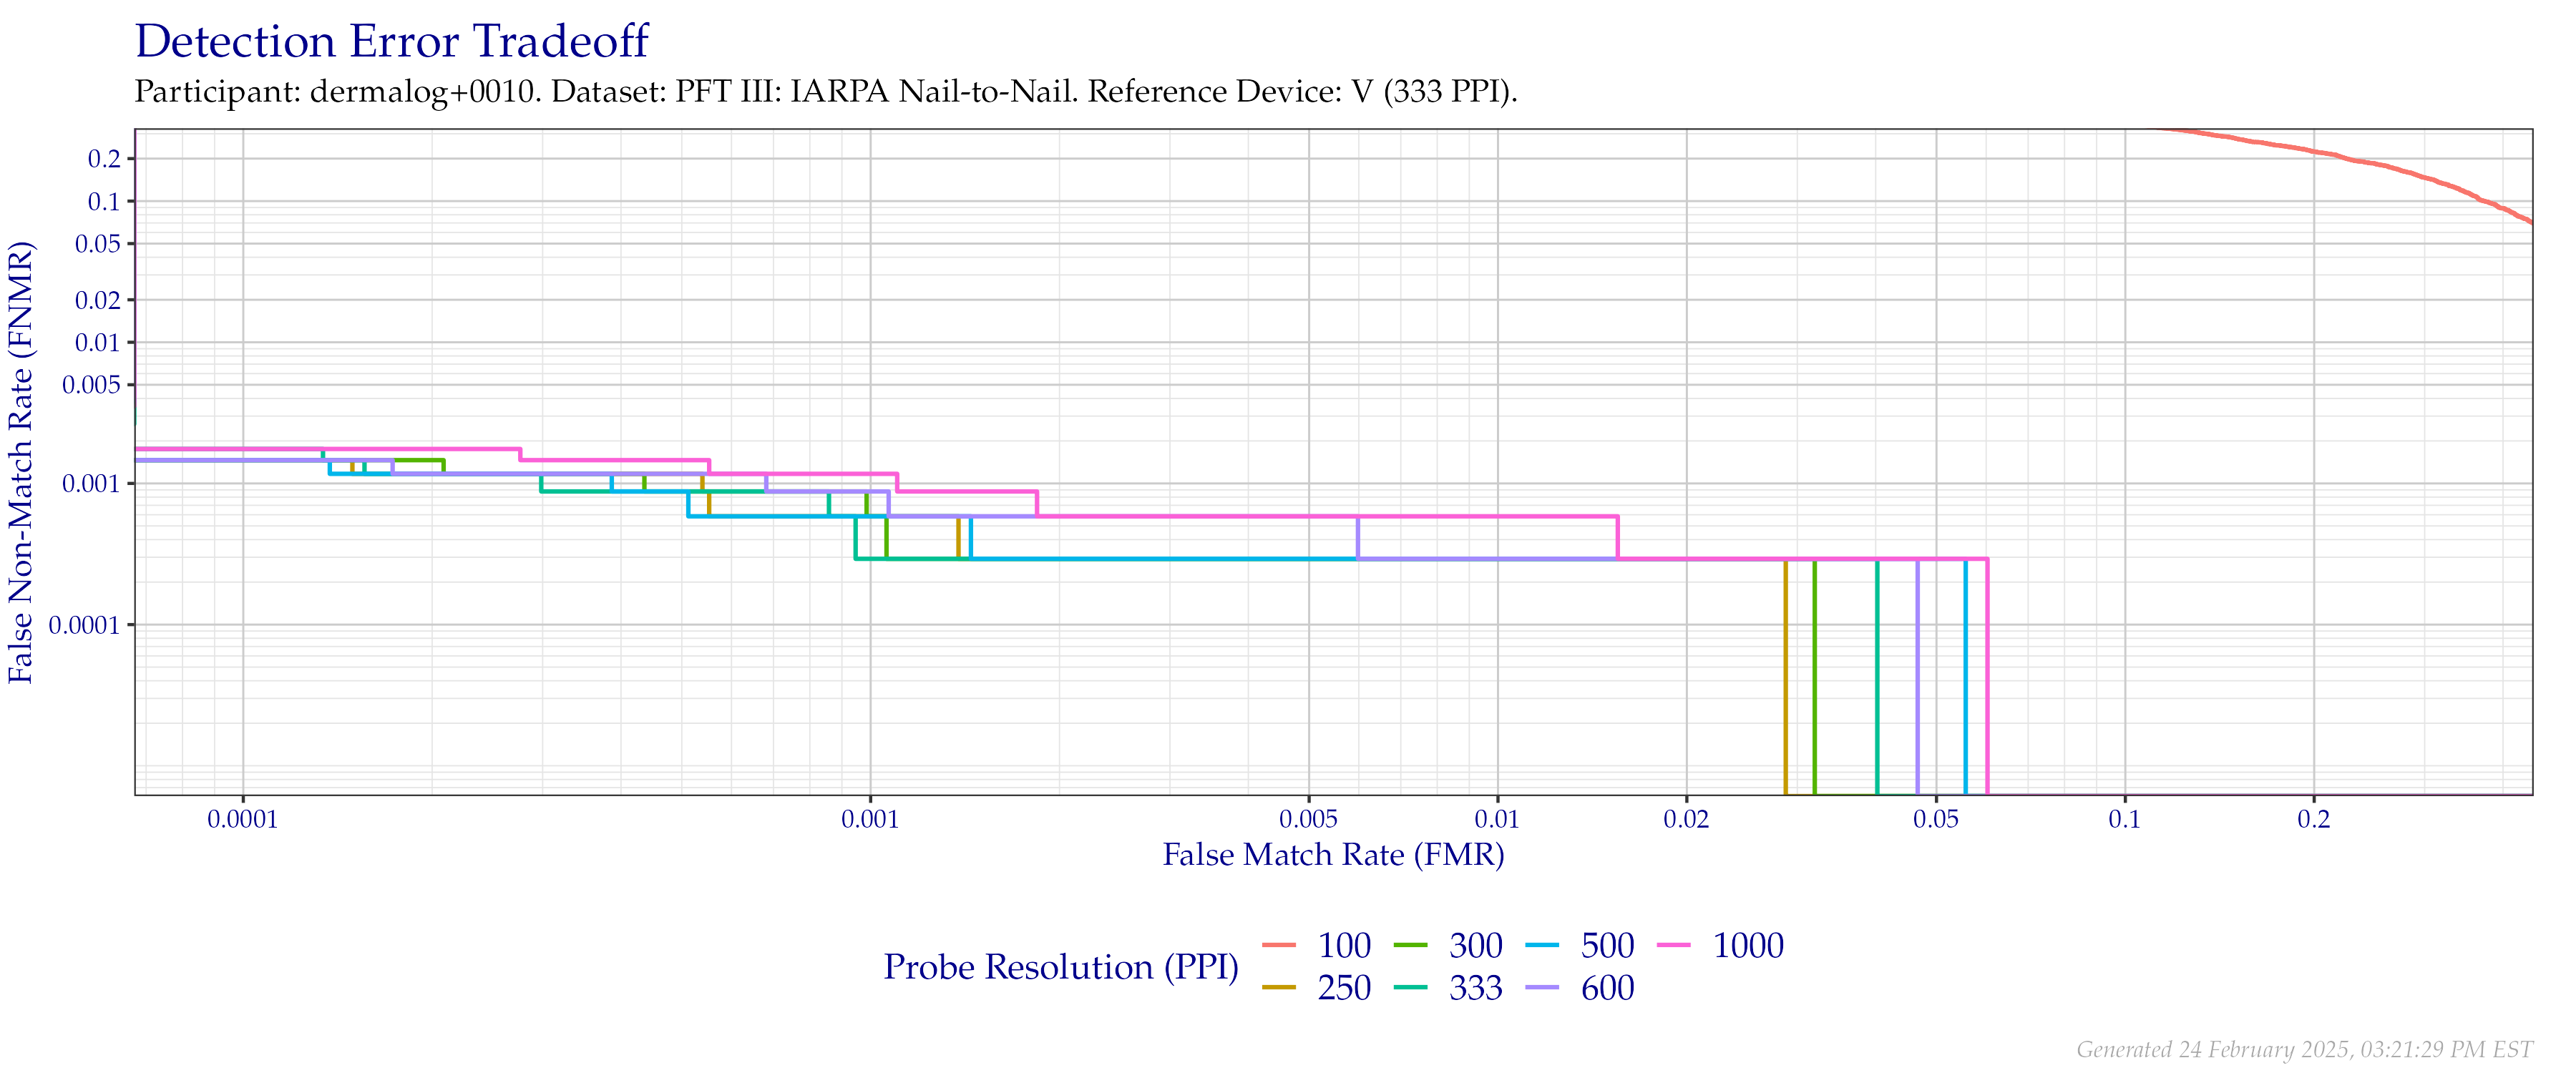 Detection Error Tradeoff
Participant: dermalog+0010. Dataset: PFT III: IARPA Nail-to-Nail. Reference Device: V (333 PPI).
False Non-Match Rate (FNMR)
0.2
0.1
0.05
0.02
0.01
0.005
0.001
0.0001
0.0001 0.001 0.005 0.01 0.02 0.05 0.1 0.2
False Match Rate (FMR)
Probe Resolution (PPI)
100 300 500 1000
250 333 600
Generated 24 February 2025, 03:21:29 PM EST